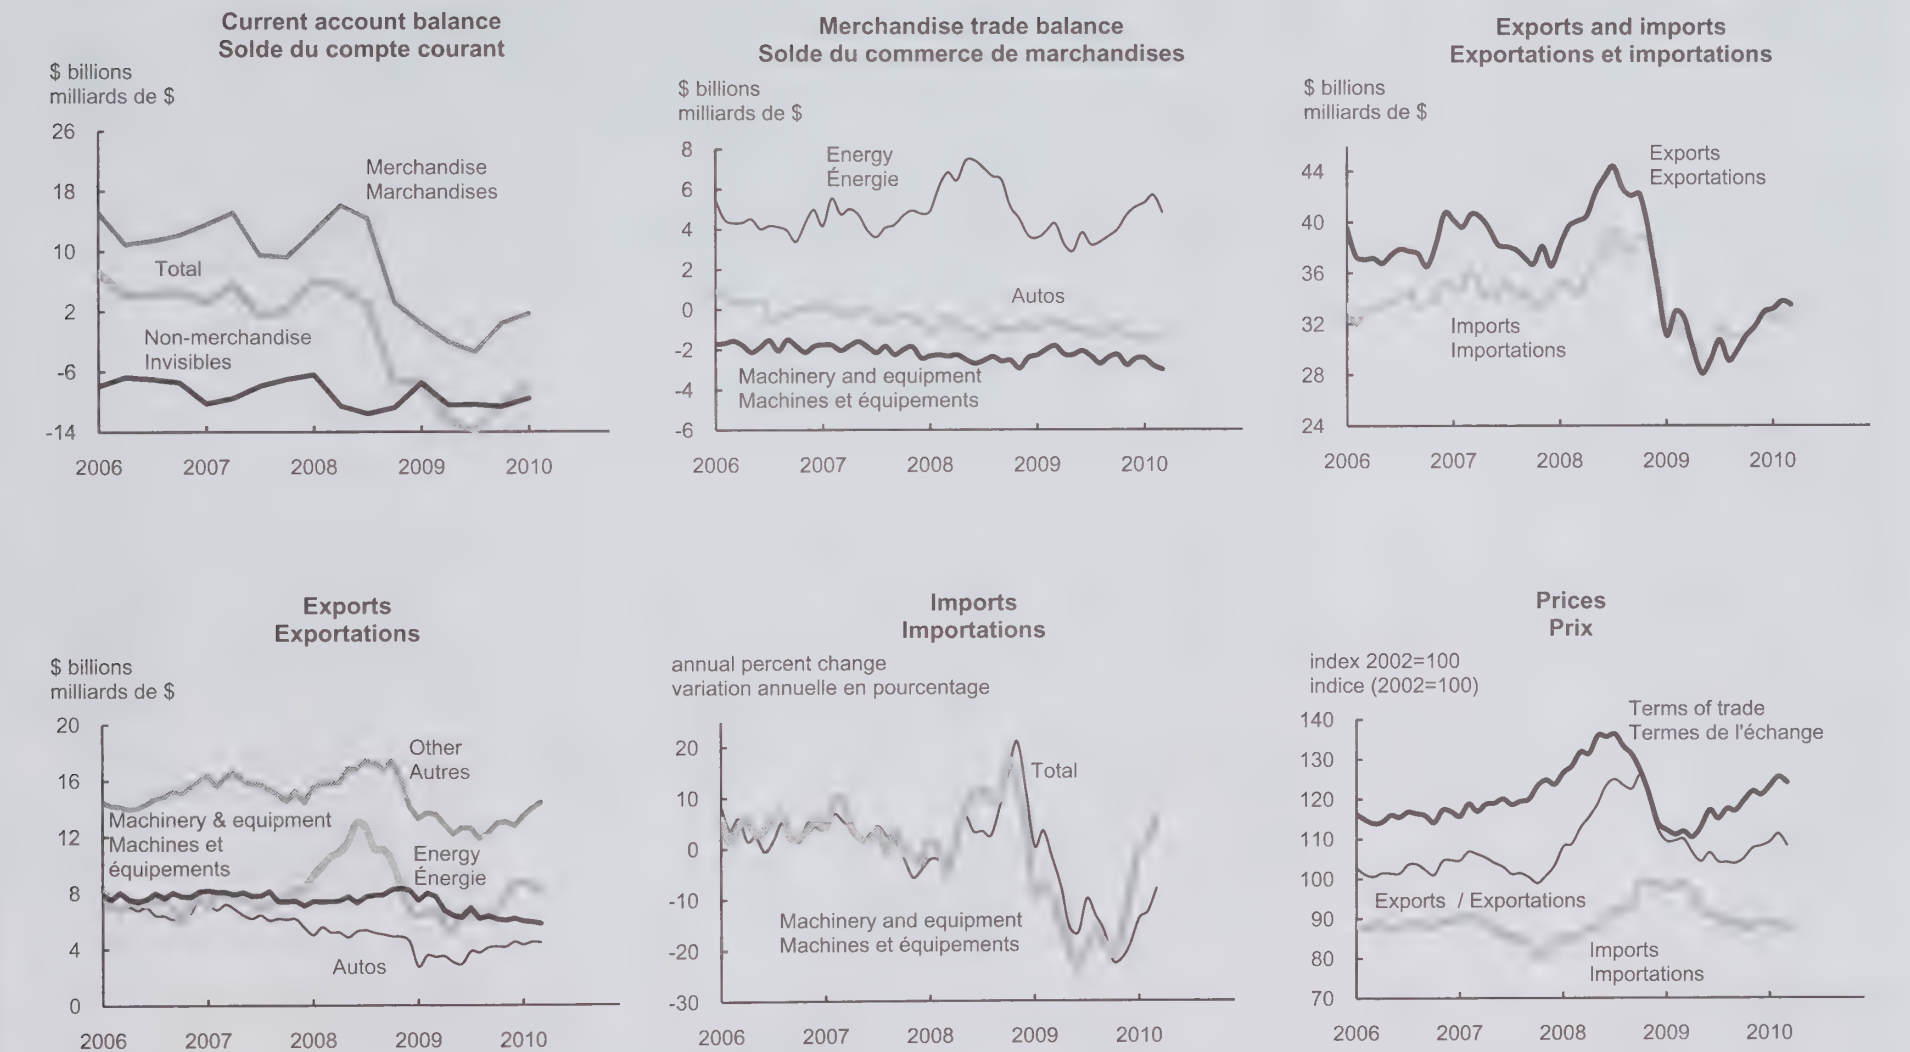 Current account balance
Solde du compte courant
$ billions
milliards de $
26
18
10
2
-6
-14
Merchandise
Marchandises
Total
Non-merchandise
Invisibles
2006 2007 2008 2009 2010
Merchandise trade balance
Solde du commerce de marchandises
$ billions
milliards de $
8
6
4
2
0
-2
-4
-6
Energy
Énergie
Autos
Machinery and equipment
Machines et équipements
2006 2007 2008 2009 2010
Exports and imports
Exportations et importations
$ billions
milliards de $
44
40
36
32
28
24
Exports
Exportations
Imports
Importations
2006 2007 2008 2009 2010
Exports
Exportations
$ billions
milliards de $
20
16
12
8
4
0
Other
Autres
Machinery & equipment
Machines et
équipements
Energy
Énergie
Autos
2006 2007 2008 2009 2010
Imports
Importations
annual percent change
variation annuelle en pourcentage
20
10
0
-10
-20
-30
Total
Machinery and equipment
Machines et équipements
2006 2007 2008 2009 2010
Prices
Prix
index 2002=100
indice (2002=100)
140
130
120
110
100
90
80
70
Terms of trade
Termes de l'échange
Exports / Exportations
Imports
Importations
2006 2007 2008 2009 2010